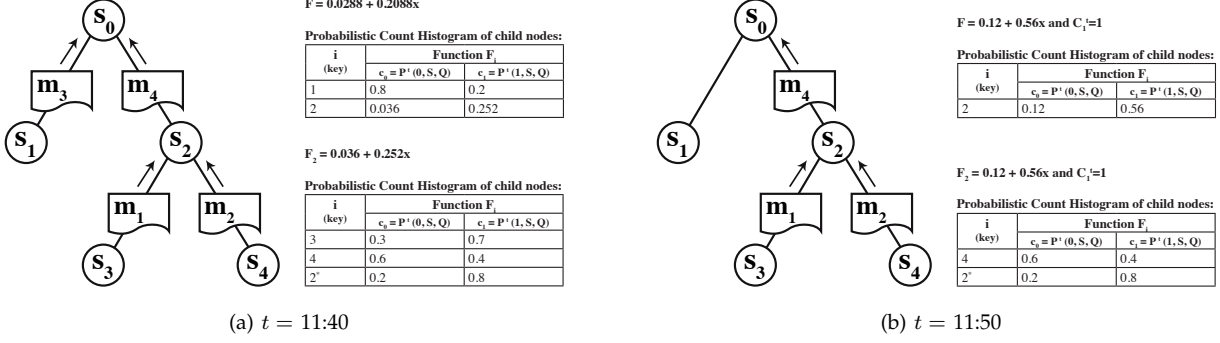 s0
m3
m4
s1
s2
m1
m2
s3
s4
F = 0.0288 + 0.2088x
Probabilistic Count Histogram of child nodes:
i (key) Function Fi
c0 = P^t (0, S, Q) c1 = P^t (1, S, Q)
1 0.8 0.2
2 0.036 0.252
F2 = 0.036 + 0.252x
Probabilistic Count Histogram of child nodes:
i (key) Function Fi
c0 = P^t (0, S, Q) c1 = P^t (1, S, Q)
3 0.3 0.7
4 0.6 0.4
2* 0.2 0.8
(a) t = 11:40
s0
m4
s1
s2
m1
m2
s3
s4
F = 0.12 + 0.56x and C1^t=1
Probabilistic Count Histogram of child nodes:
i (key) Function Fi
c0 = P^t (0, S, Q) c1 = P^t (1, S, Q)
2 0.12 0.56
F2 = 0.12 + 0.56x and C1^t=1
Probabilistic Count Histogram of child nodes:
i (key) Function Fi
c0 = P^t (0, S, Q) c1 = P^t (1, S, Q)
4 0.6 0.4
2* 0.2 0.8
(b) t = 11:50